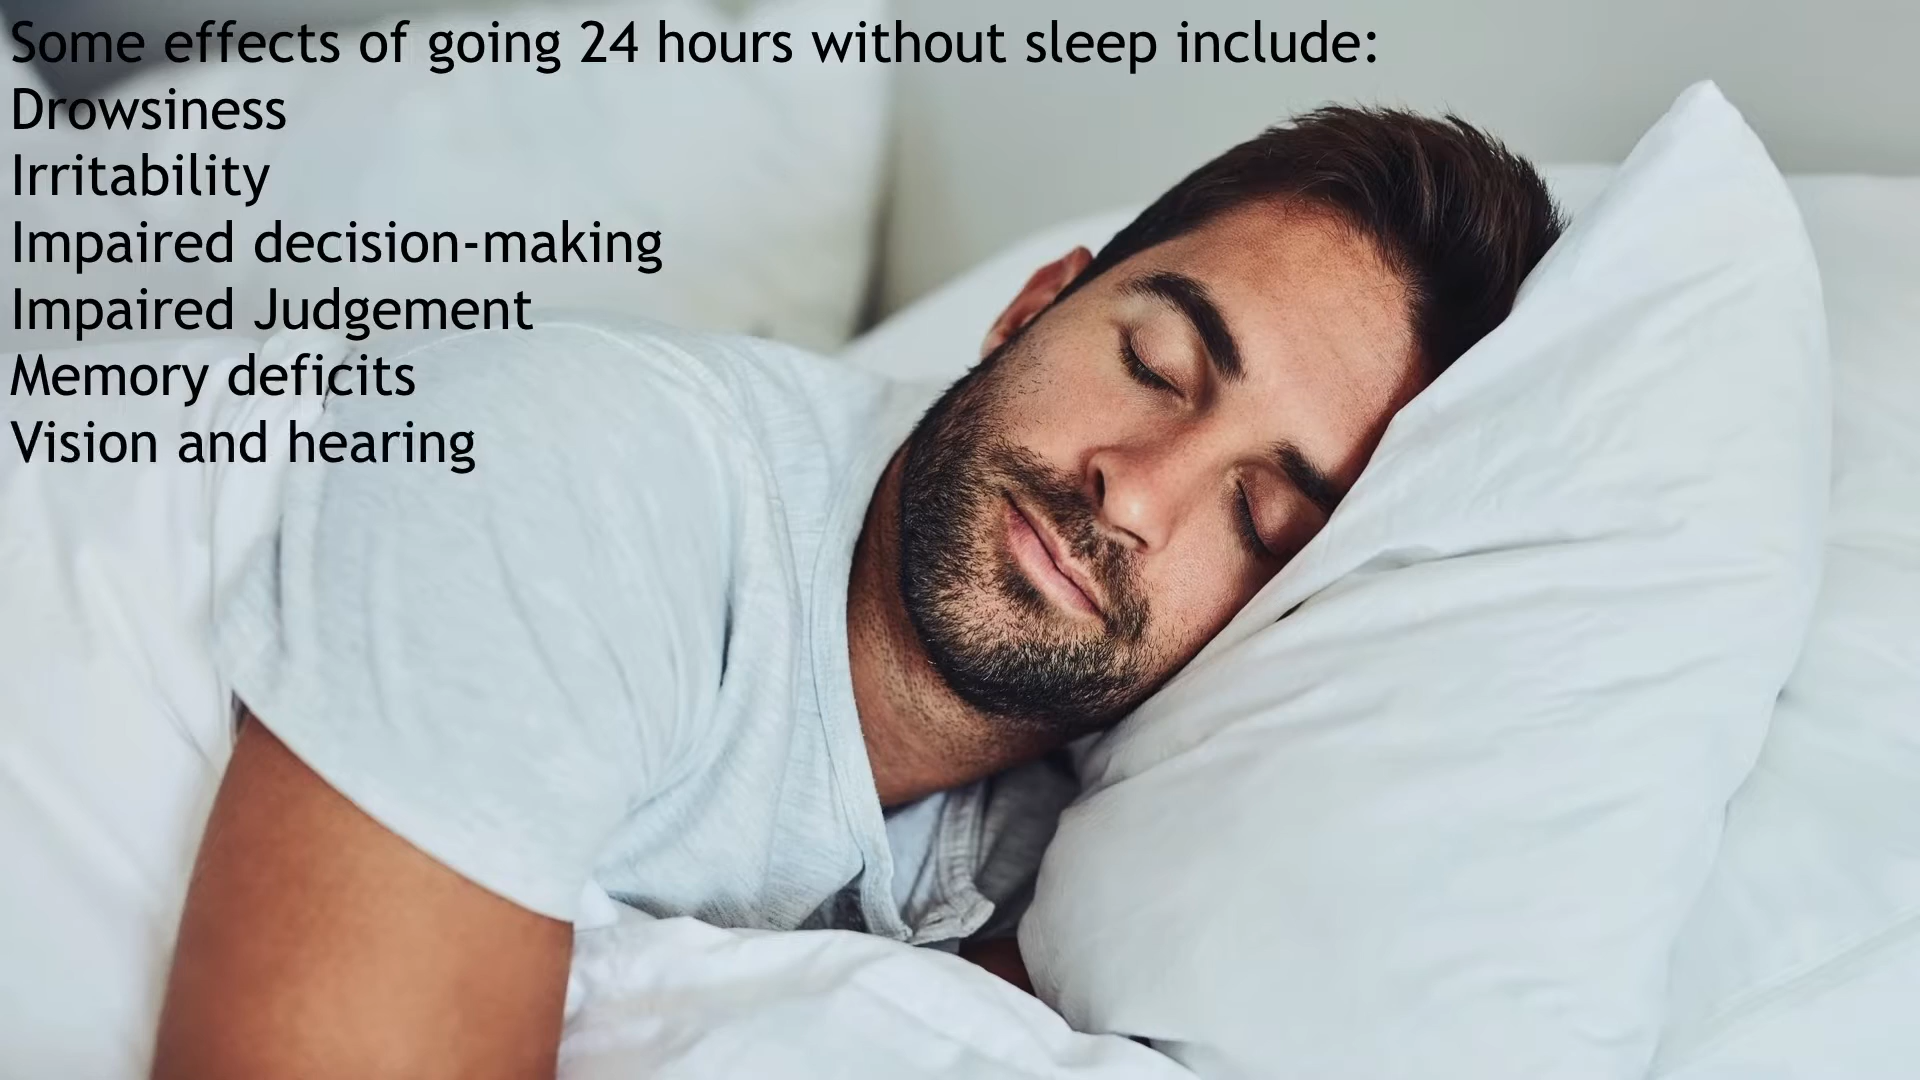 Some effects of going 24 hours without sleep include:
Drowsiness
Irritability
Impaired decision-making
Impaired Judgement
Memory deficits
Vision and hearing